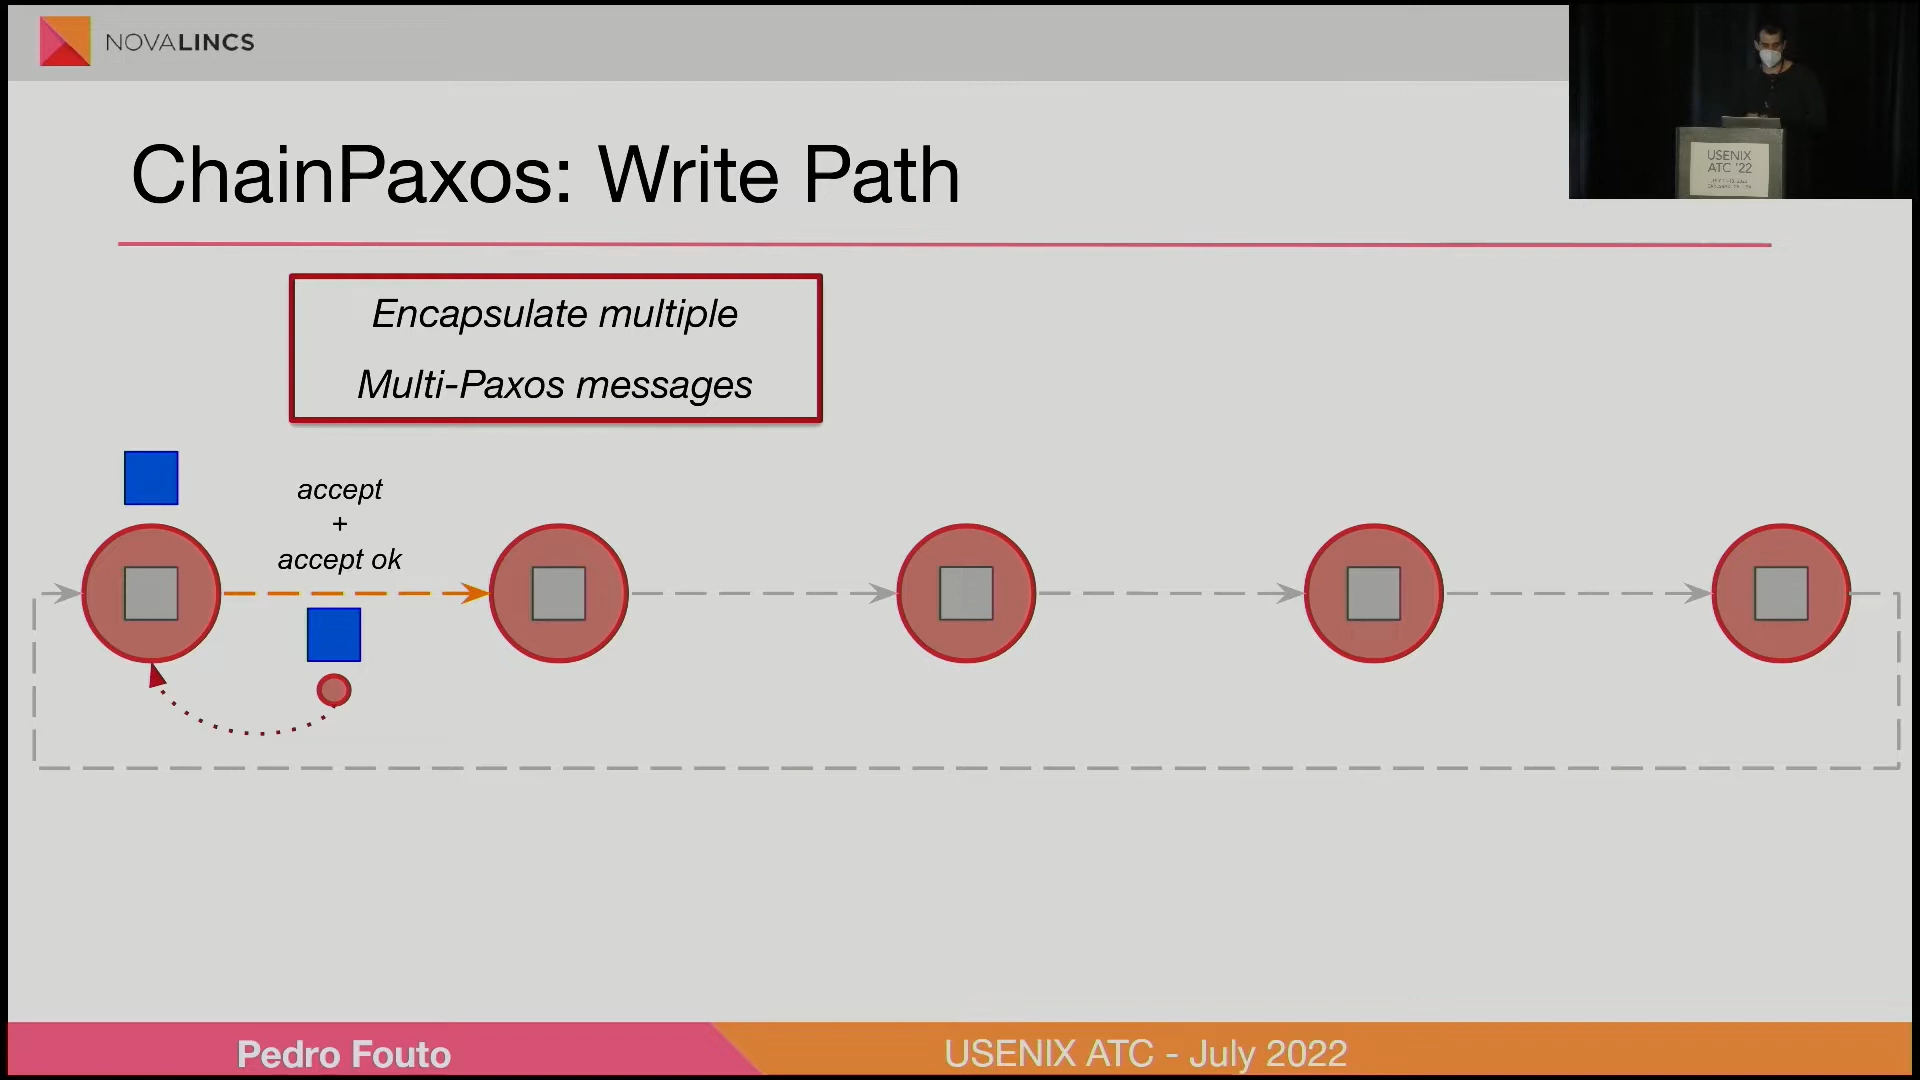 NOVALINCS
USENIX
ATC '22
ChainPaxos: Write Path
Encapsulate multiple
Multi-Paxos messages
accept
+
accept ok
Pedro Fouto
USENIX ATC - July 2022